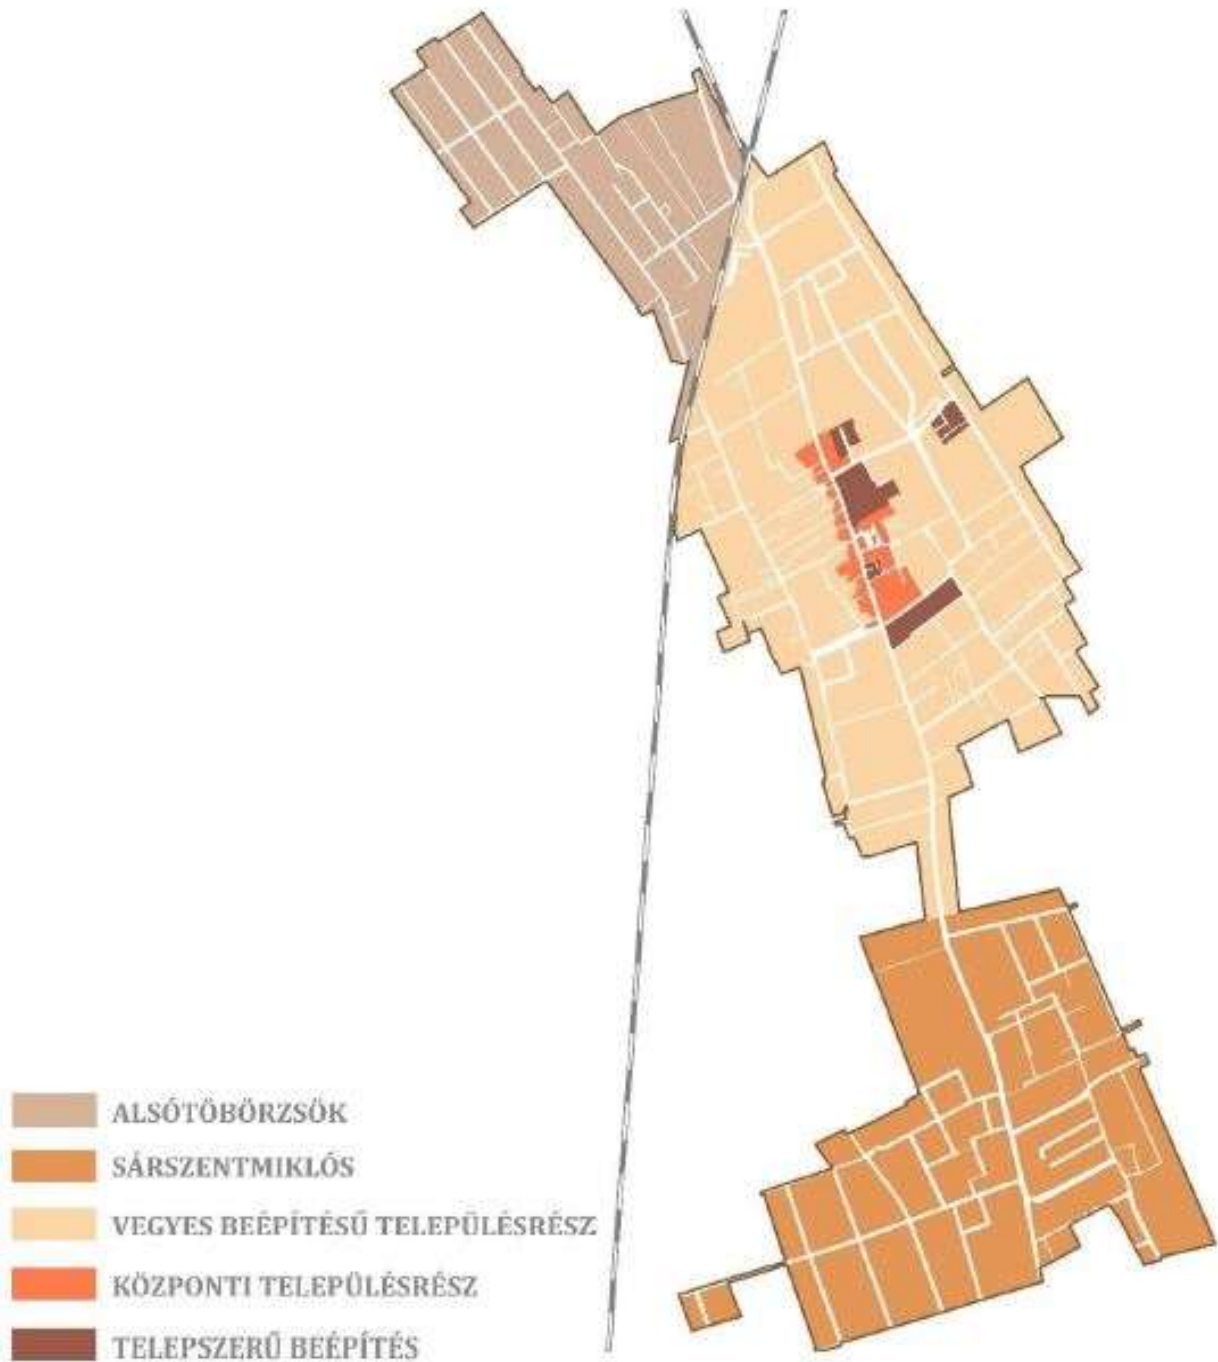 ALSÓTÖBÖRZSÖK
SÁRSZENTMIKLÓS
VEGYES BEÉPÍTÉSŰ TELEPÜLÉSRÉSZ
KÖZPONTI TELEPÜLÉSRÉSZ
TELEPSZERŰ BEÉPÍTÉS